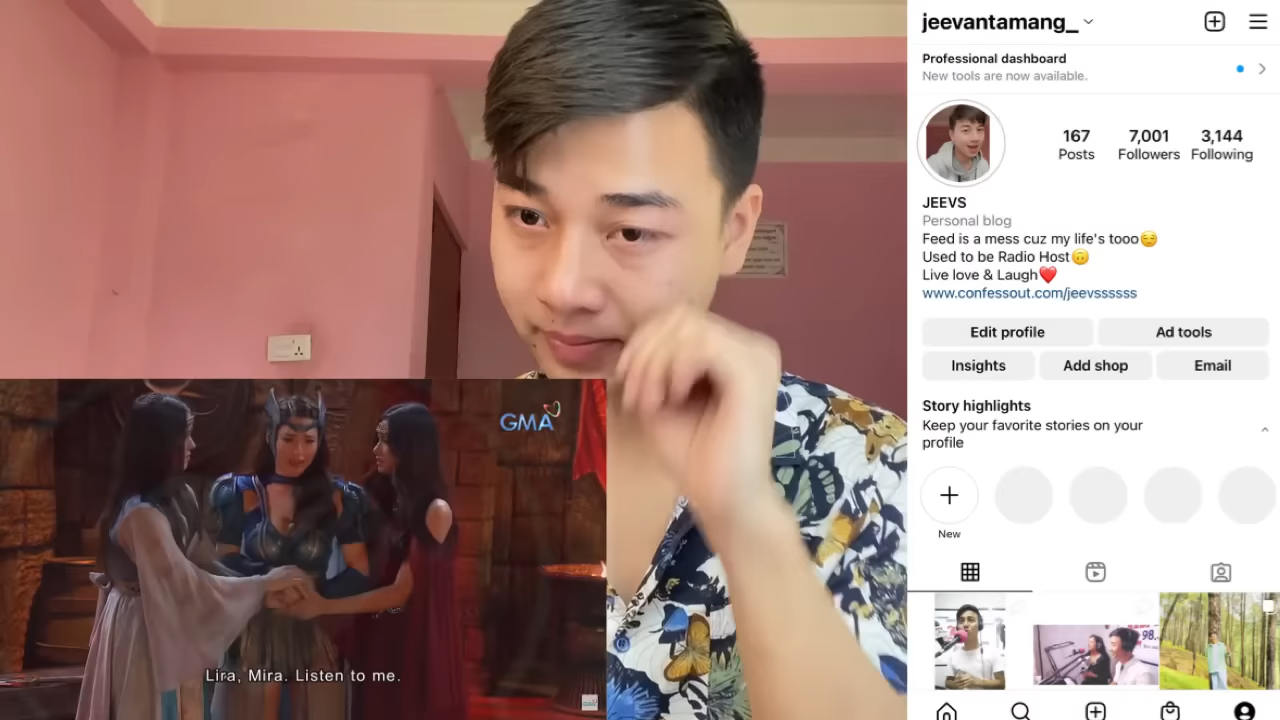 GMA
Lira, Mira. Listen to me.
jeevantamang_
Professional dashboard
New tools are now available.
167
Posts
7,001
Followers
3,144
Following
JEEVS
Personal blog
Feed is a mess cuz my life's tooo😌
Used to be Radio Host🙃
Live love & Laugh❤️
www.confessout.com/jeevssssss
Edit profile
Ad tools
Insights
Add shop
Email
Story highlights
Keep your favorite stories on your
profile
New
98.